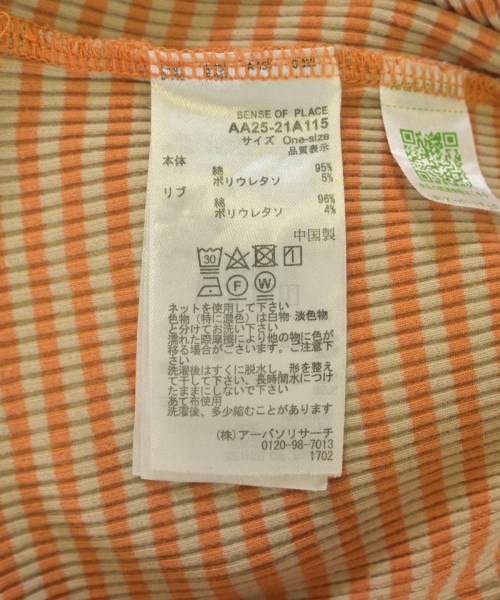 SENSE OF PLACE
AA25-21A115
サイズ One-size
品質表示
本体
綿 95%
ポリウレタン 5%
リブ
綿 96%
ポリウレタン 4%
中国製
30
F W
ネットを使用して下さい
色物（特に濃色）は白物 淡色物
と分けてお洗い下さい
濡れた際摩擦により他の物に色が
移る場合がございます。ご注意下
さい
洗濯後はすぐに脱水し、形を整え
て干して下さい、長時間水につけ
たままにしないで下さい
あて布使用
洗濯後、多少縮むことがあります
（株）アーバンリサーチ
0120-98-7013
1702